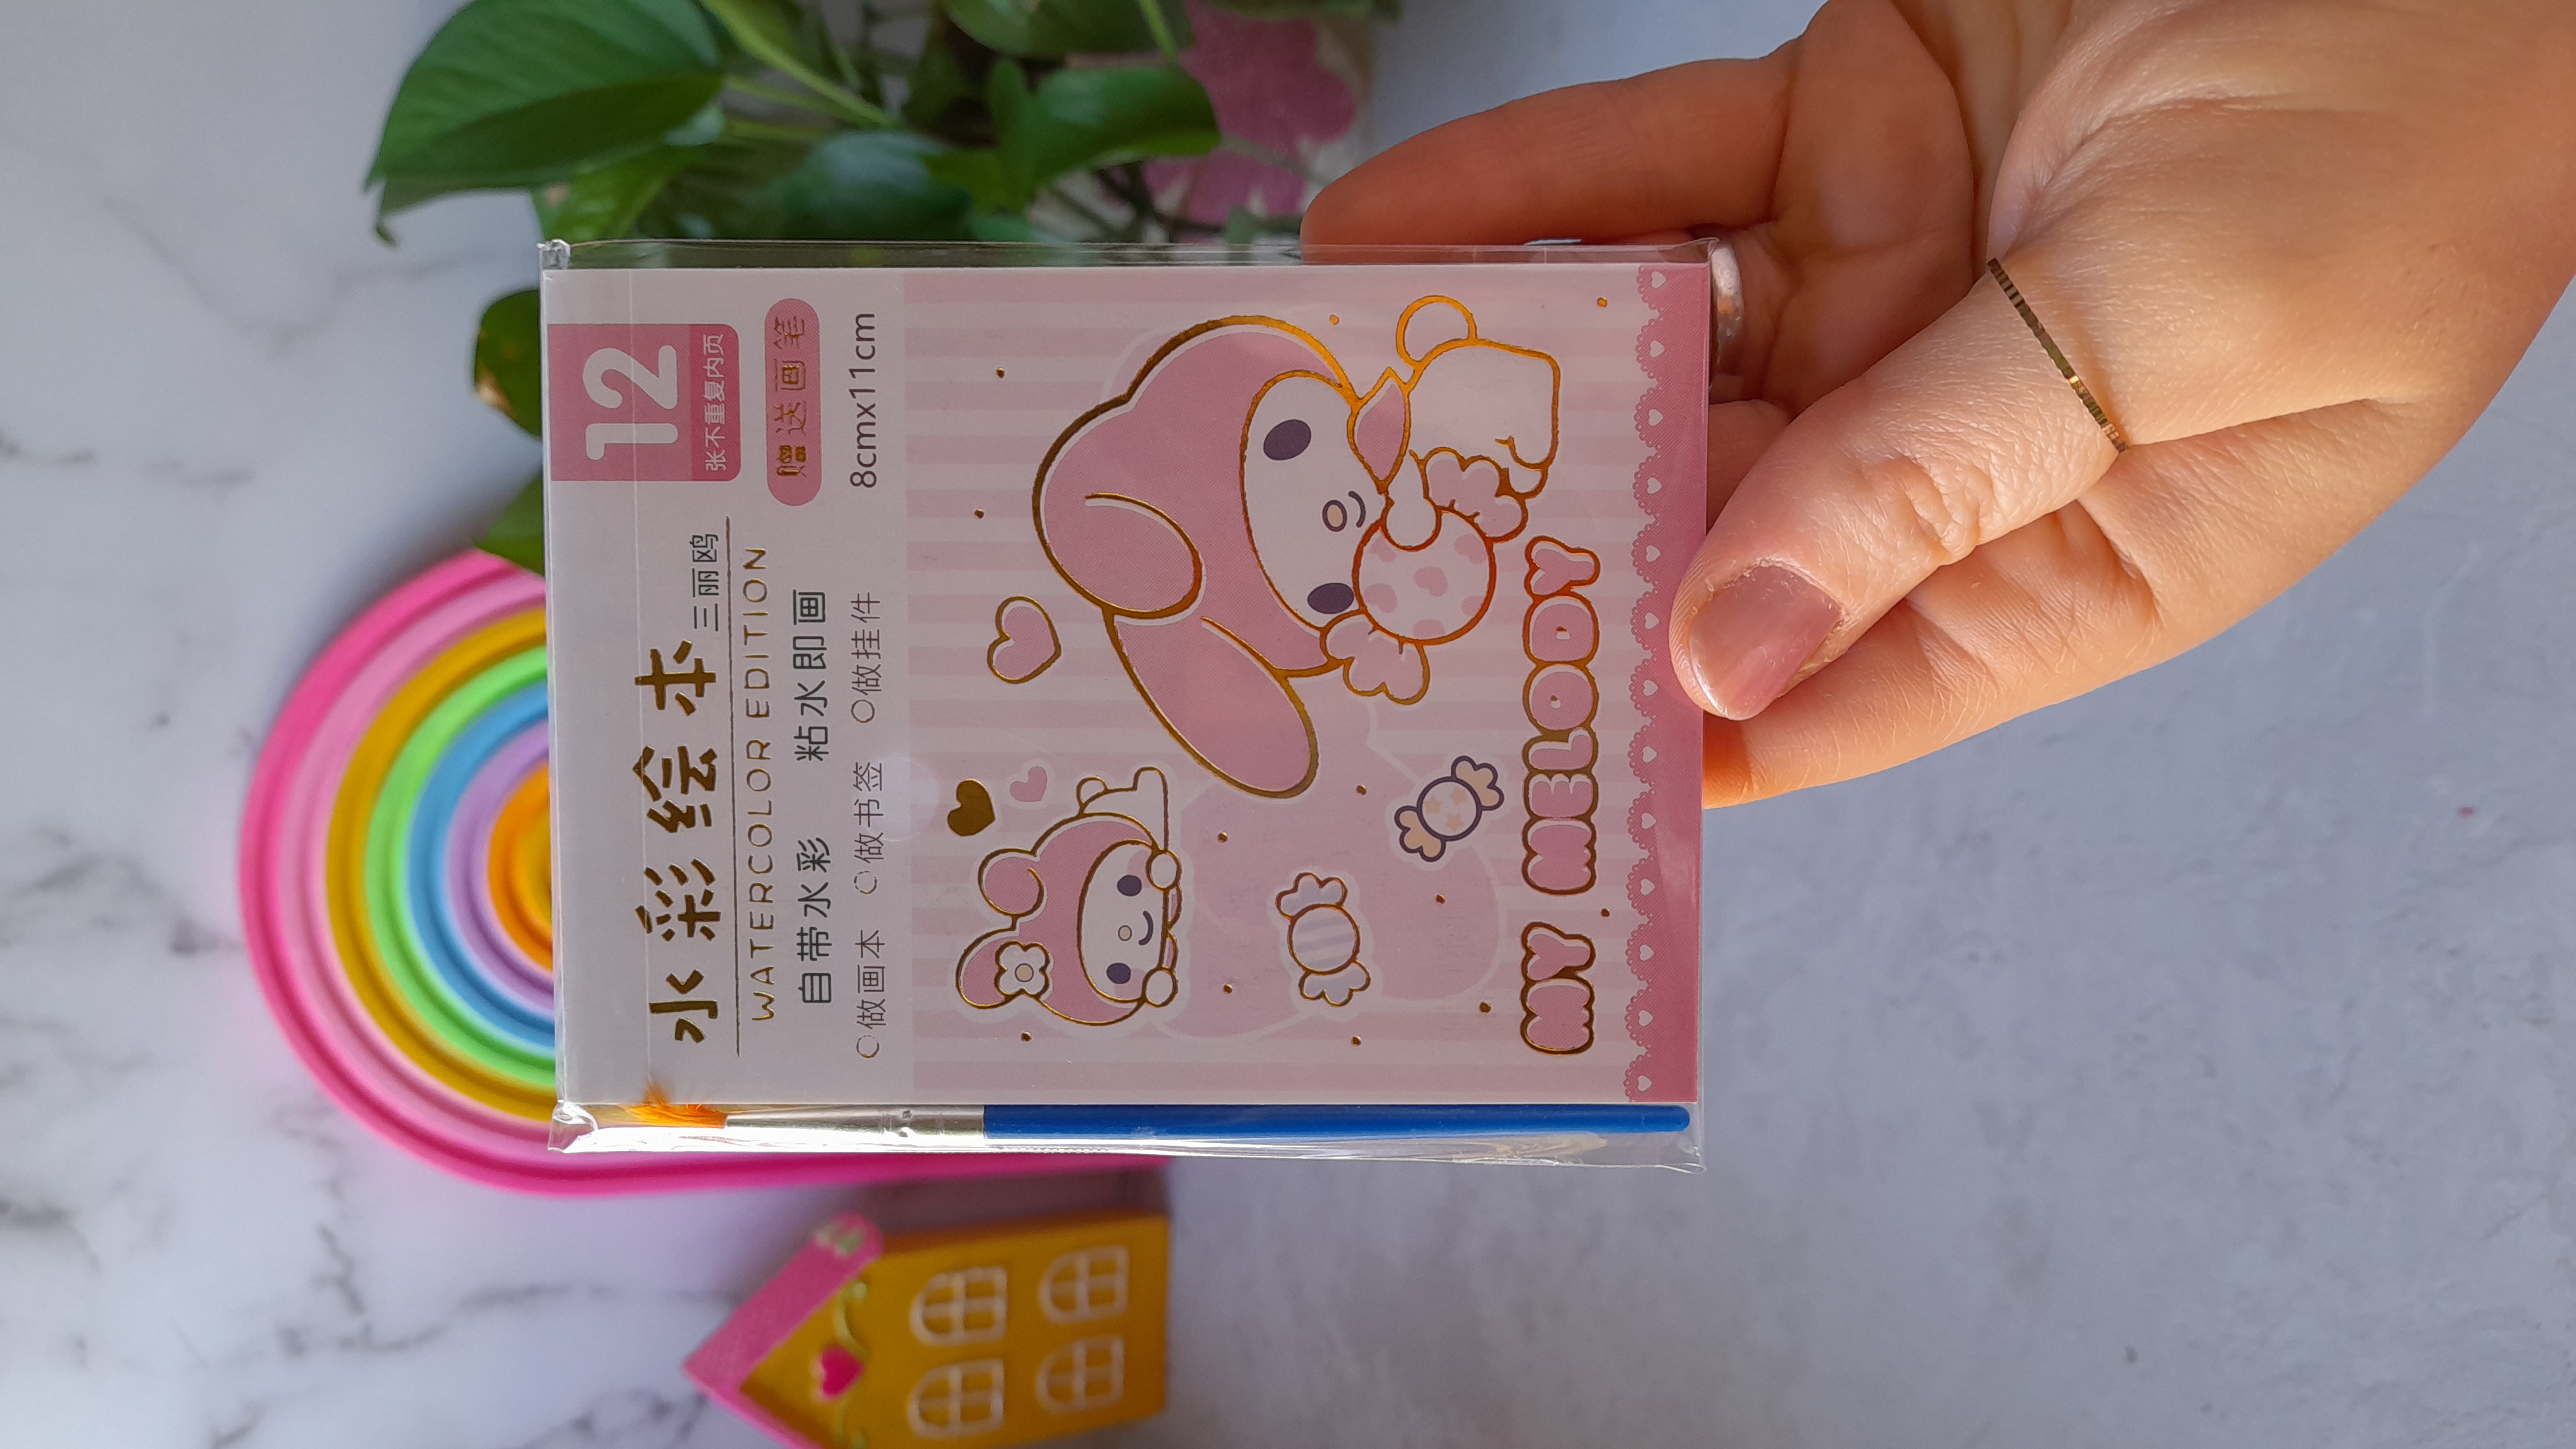 水彩绘本
三丽鸥
WATERCOLOR EDITION
自带水彩 粘水即画
○做画本 ○做书签 ○做挂件
12
张不重复内页
赠送画笔
8cmx11cm
MY MELODY